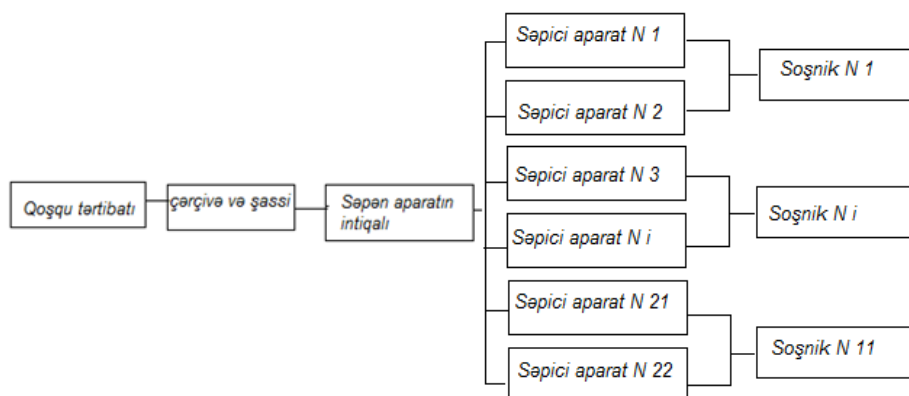 Qoşqu tərtibatı
çərçivə və şassi
Səpən aparatın
intiqalı
Səpici aparat N 1
Səpici aparat N 2
Səpici aparat N 3
Səpici aparat N i
Səpici aparat N 21
Səpici aparat N 22
Soşnik N 1
Soşnik N i
Soşnik N 11